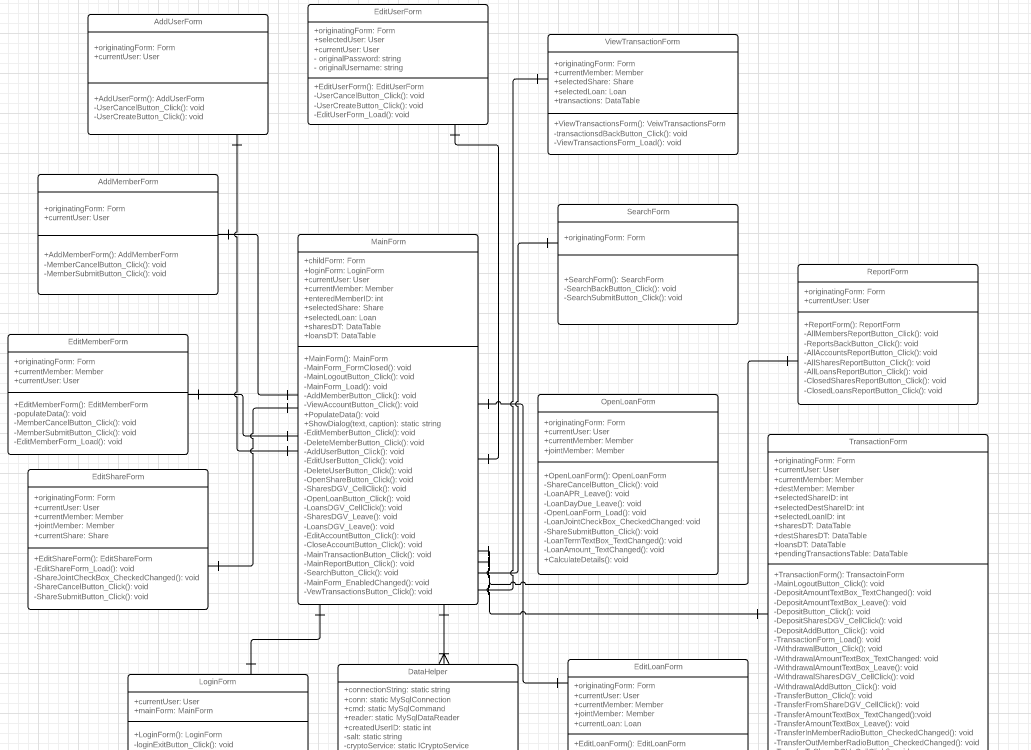 AddUserForm
+originatingForm: Form
+currentUser: User
+AddUserForm(): AddUserForm
-UserCancelButton_Click(): void
-UserCreateButton_Click(): void
EditUserForm
+originatingForm: Form
+selectedUser: User
+currentUser: User
- originalPassword: string
- originalUsername: string
+EditUserForm(): EditUserForm
-UserCancelButton_Click(): void
-UserCreateButton_Click(): void
-EditUserForm_Load(): void
ViewTransactionForm
+originatingForm: Form
+currentMember: Member
+selectedShare: Share
+selectedLoan: Loan
+transactions: DataTable
+ViewTransactionsForm(): VeiwTransactionsForm
-transactionsdBackButton_Click(): void
-ViewTransactionsForm_Load(): void
AddMemberForm
+originatingForm: Form
+currentUser: User
+AddMemberForm(): AddMemberForm
-MemberCancelButton_Click(): void
-MemberSubmitButton_Click(): void
SearchForm
+originatingForm: Form
+SearchForm(): SearchForm
-SearchBackButton_Click(): void
-SearchSubmitButton_Click(): void
MainForm
+childForm: Form
+loginForm: LoginForm
+currentUser: User
+currentMember: Member
+enteredMemberID: int
+selectedShare: Share
+selectedLoan: Loan
+sharesDT: DataTable
+loansDT: DataTable
+MainForm(): MainForm
-MainForm_FormClosed(): void
-MainLogoutButton_Click(): void
-MainForm_Load(): void
-AddMemberButton_Click(): void
-ViewAccountButton_Click(): void
+PopulateData(): void
+ShowDialog(text, caption): static string
-EditMemberButton_Click(): void
-DeleteMemberButton_Click(): void
-AddUserButton_Click(): void
-EditUserButton_Click(): void
-DeleteUserButton_Click(): void
-OpenShareButton_Click(): void
-SharesDGV_CellClick(): void
-OpenLoanButton_Click(): void
-LoansDGV_CellClick(): void
-SharesDGV_Leave(): void
-LoansDGV_Leave(): void
-EditAccountButton_Click(): void
-CloseAccountButton_Click(): void
-MainTransactionButton_Click(): void
-MainReportButton_Click(): void
-SearchButton_Click(): void
-MainForm_EnabledChanged(): void
-VewTransactionsButton_Click(): void
ReportForm
+originatingForm: Form
+currentUser: User
+ReportForm(): ReportForm
-AllMembersReportButton_Click(): void
-ReportsBackButton_Click(): void
-AllAccountsReportButton_Click(): void
-AllSharesReportButton_Click(): void
-AllLoansReportButton_Click(): void
-ClosedSharesReportButton_Click(): void
-ClosedLoansReportButton_Click(): void
EditMemberForm
+originatingForm: Form
+currentMember: Member
+currentUser: User
+EditMemberForm(): EditMemberForm
-populateData(): void
-MemberCancelButton_Click(): void
-MemberSubmitButton_Click(): void
-EditMemberForm_Load(): void
OpenLoanForm
+originatingForm: Form
+currentUser: User
+currentMember: Member
+jointMember: Member
+OpenLoanForm(): OpenLoanForm
-ShareCancelButton_Click(): void
-LoanAPR_Leave(): void
-LoanDayDue_Leave(): void
-OpenLoanForm_Load(): void
-LoanJointCheckBox_CheckedChanged: void
-ShareSubmitButton_Click(): void
-LoanTermTextBox_TextChanged(): void
-LoanAmount_TextChanged(): void
+CalculateDetails(): void
EditShareForm
+originatingForm: Form
+currentUser: User
+currentMember: Member
+jointMember: Member
+currentShare: Share
+EditShareForm(): EditShareForm
-EditShareForm_Load(): void
-ShareJointCheckBox_CheckedChanged(): void
-ShareCancelButton_Click(): void
-ShareSubmitButton_Click(): void
TransactionForm
+originatingForm: Form
+currentUser: User
+currentMember: Member
+destMember: Member
+selectedShareID: int
+selectedDestShareID: int
+selectedLoanID: int
+sharesDT: DataTable
+destSharesDT: DataTable
+loansDT: DataTable
+pendingTransactionsTable: DataTable
+TransactionForm(): TransactoinForm
-MainLogoutButton_Click(): void
-DepositAmountTextBox_TextChanged(): void
-DepositAmountTextBox_Leave(): void
-DepositButton_Click(): void
-DepositSharesDGV_CellClick(): void
-DepositAddButton_Click(): void
-TransactionForm_Load(): void
-WithdrawalButton_Click(): void
-WithdrawalAmountTextBox_TextChanged: void
-WithdrawalAmountTextBox_Leave(): void
-WithdrawalSharesDGV_CellClick(): void
-WithdrawalAddButton_Click(): void
-TransferButton_Click(): void
-TransferFromShareDGV_CellClick(): void
-TransferAmountTextBox_TextChanged(): void
-TransferAmountTextBox_Leave(): void
-TransferInMemberRadioButton_CheckedChanged(): void
-TransferOutMemberRadioButton_CheckedChanged(): void
LoginForm
+currentUser: User
+mainForm: MainForm
+LoginForm(): LoginForm
-loginExitButton_Click(): void
DataHelper
+connectionString: static string
+conn: static MySqlConnection
+cmd: static MySqlCommand
+reader: static MySqlDataReader
+createdUserID: static int
-salt: static string
-cryptoService: static ICryptoService
EditLoanForm
+originatingForm: Form
+currentUser: User
+currentMember: Member
+jointMember: Member
+currentLoan: Loan
+EditLoanForm(): EditLoanForm